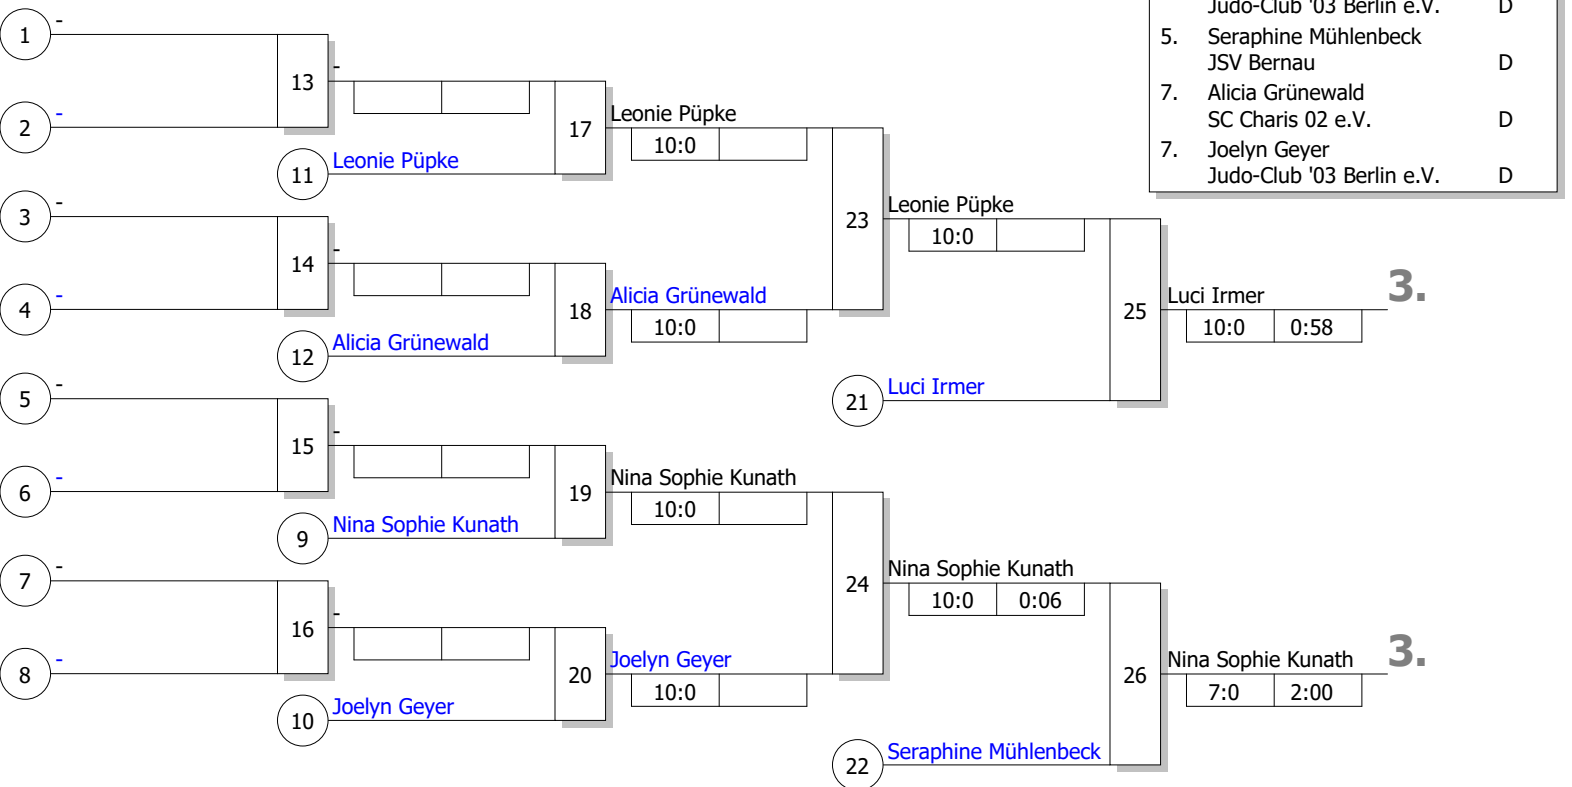 Judo-Club '03 Berlin e.V. D
5. Seraphine Mühlenbeck
JSV Bernau D
7. Alicia Grünewald
SC Charis 02 e.V. D
7. Joelyn Geyer
Judo-Club '03 Berlin e.V. D
1 -
13 -
2 -
17 Leonie Püpke
10:0
11 Leonie Püpke
3 -
23 Leonie Püpke
10:0
14 -
4 -
18 Alicia Grünewald
10:0
12 Alicia Grünewald
25 Luci Irmer 3.
10:0 0:58
21 Luci Irmer
5 -
15 -
6 -
19 Nina Sophie Kunath
10:0
9 Nina Sophie Kunath
7 -
24 Nina Sophie Kunath
10:0 0:06
16 -
8 -
20 Joelyn Geyer
10:0
10 Joelyn Geyer
26 Nina Sophie Kunath 3.
7:0 2:00
22 Seraphine Mühlenbeck